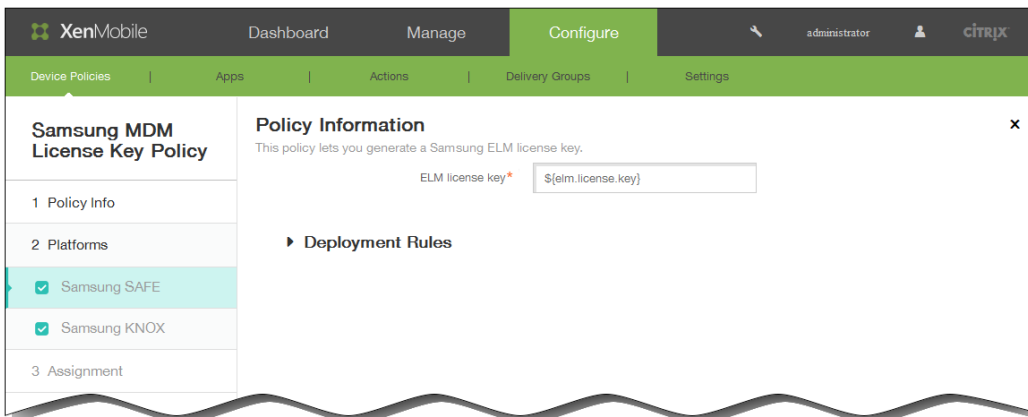 XenMobile Dashboard Manage Configure administrator CİTRIX
Device Policies | Apps | Actions | Delivery Groups | Settings
Samsung MDM
License Key Policy
1 Policy Info
2 Platforms
Samsung SAFE
Samsung KNOX
3 Assignment
Policy Information x
This policy lets you generate a Samsung ELM license key.
ELM license key* ${elm.license.key}
Deployment Rules